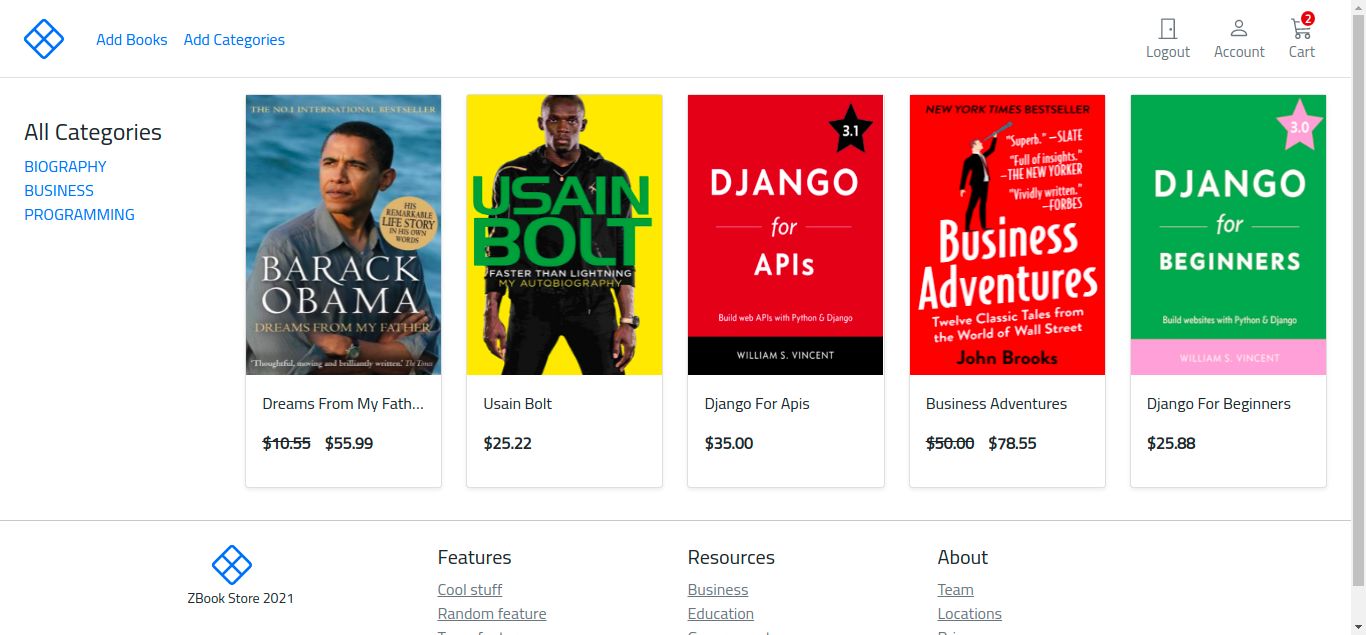 Add Books
Add Categories
Logout
Account
2
Cart
All Categories
BIOGRAPHY
BUSINESS
PROGRAMMING
THE NO.1 INTERNATIONAL BESTSELLER
HIS
REMARKABLE
LIFE STORY
IN HIS OWN
WORDS
BARACK
OBAMA
DREAMS FROM MY FATHER
'Thoughtful, moving and brilliantly written.' The Times
Dreams From My Fath...
$10.55 $55.99
USAIN
BOLT
FASTER THAN LIGHTNING
MY AUTOBIOGRAPHY
Usain Bolt
$25.22
3.1
DJANGO
for
APIs
Build web APIs with Python & Django
WILLIAM S. VINCENT
Django For Apis
$35.00
NEW YORK TIMES BESTSELLER
"Superb." —SLATE
"Full of insights."
—THE NEW YORKER
"Vividly written."
—FORBES
Business
Adventures
Twelve Classic Tales from
the World of Wall Street
John Brooks
Business Adventures
$50.00 $78.55
3.0
DJANGO
for
BEGINNERS
Build websites with Python & Django
WILLIAM S. VINCENT
Django For Beginners
$25.88
ZBook Store 2021
Features
Cool stuff
Random feature
Resources
Business
Education
About
Team
Locations